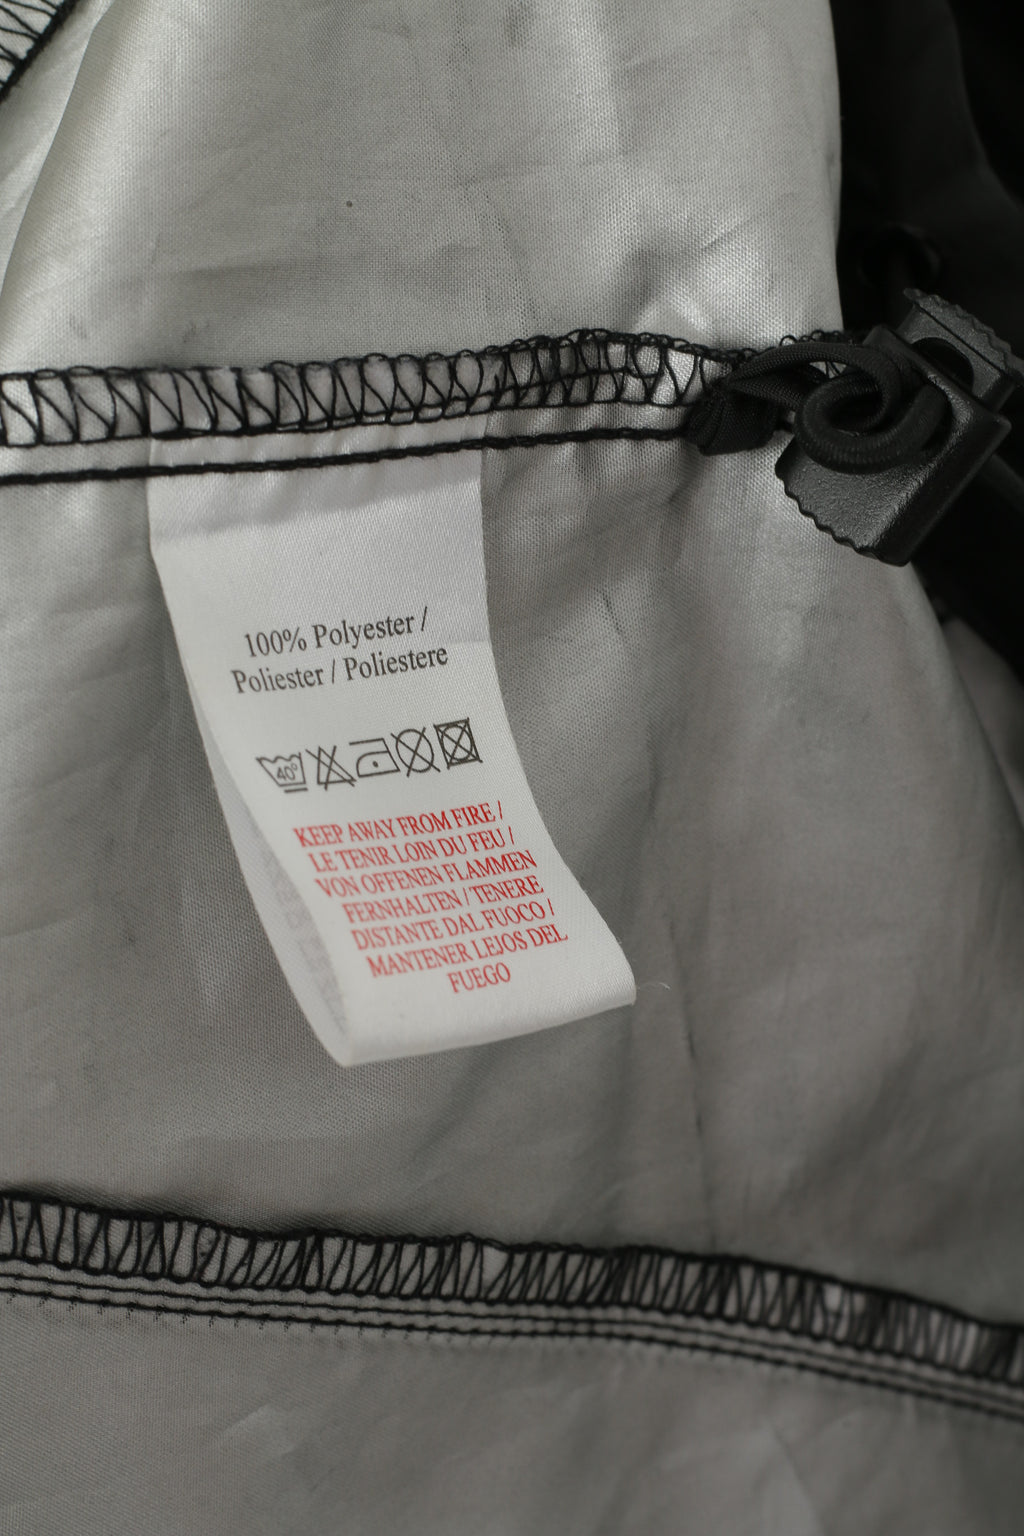 100% Polyester /
Poliester / Poliestere
40°
KEEP AWAY FROM FIRE /
LE TENIR LOIN DU FEU /
VON OFFENEN FLAMMEN
FERNHALTEN / TENERE
DISTANTE DAL FUOCO /
MANTENER LEJOS DEL
FUEGO